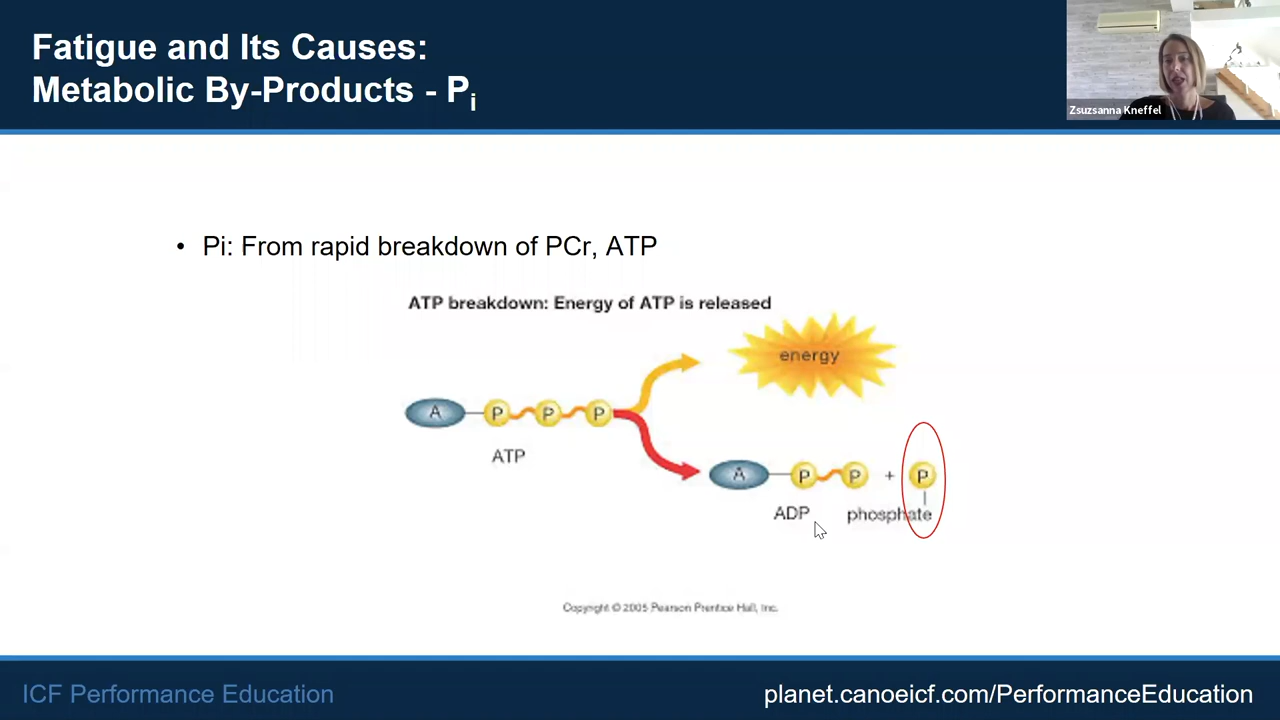 Fatigue and Its Causes:
Metabolic By-Products - Pi
Zsuzsanna Kneffel
• Pi: From rapid breakdown of PCr, ATP
ATP breakdown: Energy of ATP is released
energy
A P P P
ATP
A P P + P
ADP phosphate
Copyright © 2005 Pearson Prentice Hall, Inc.
ICF Performance Education
planet.canoeicf.com/PerformanceEducation